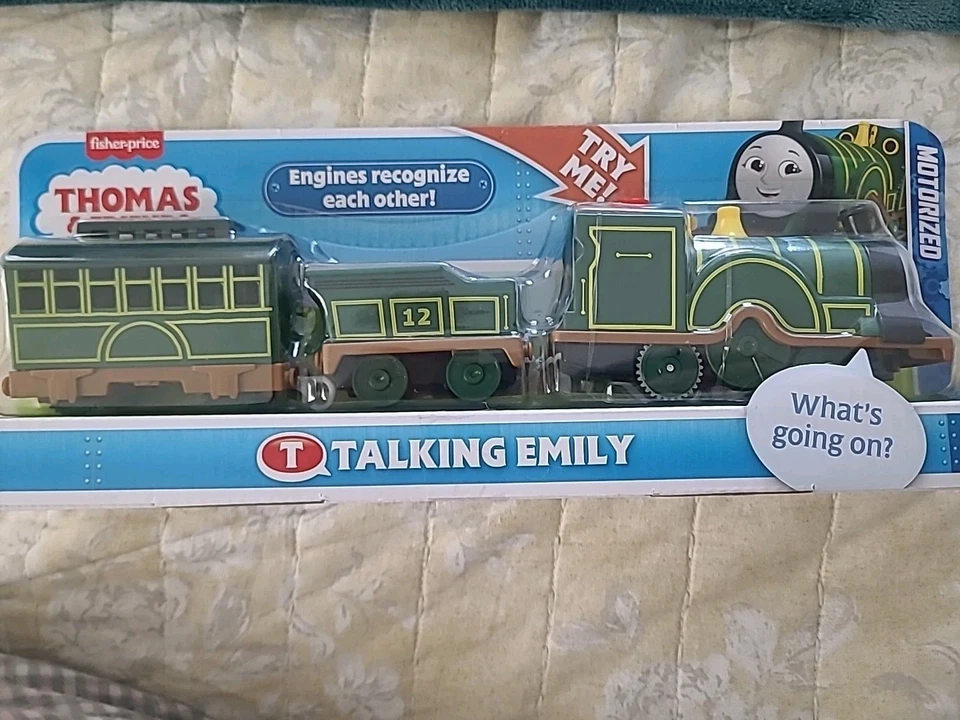 fisher-price
THOMAS
Engines recognize
each other!
TRY
ME!
MOTORIZED
12
T TALKING EMILY
What's
going on?